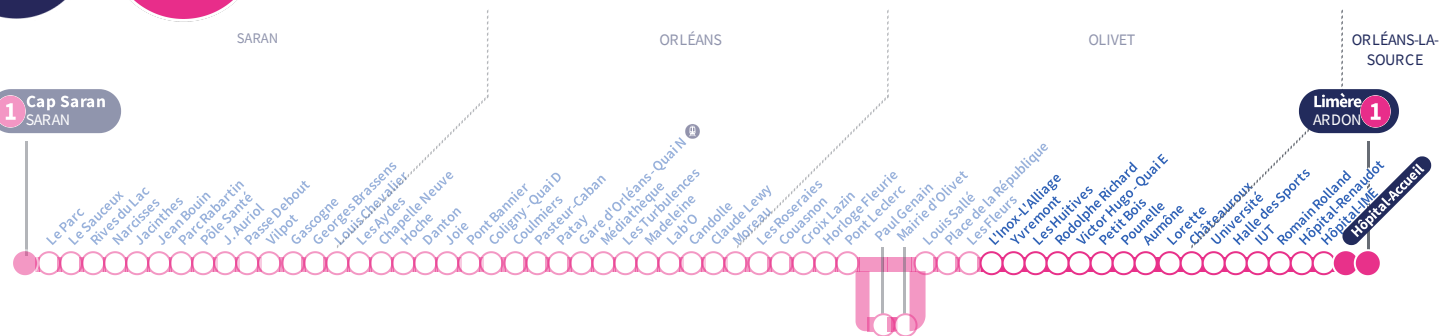 SARAN
ORLÉANS
OLIVET
ORLÉANS-LA-
SOURCE
1
Cap Saran
SARAN
Limère
ARDON
1
Le Parc
Le Sauceux
Rives du Lac
Narcisses
Jacinthes
Jean Bouin
Parc Rabartin
Pôle Santé
J. Auriol
Passe Debout
Vilpot
Gascogne
Georges Brassens
Louis Chevalier
Les Aydes
Chapelle Neuve
Hoche
Danton
Joie
Pont Bannier
Coligny - Quai D
Coulmiers
Pasteur-Caban
Patay
Gare d'Orléans - Quai N
Médiathèque
Les Turbulences
Madeleine
Lab'O
Candolle
Claude Lewy
Moreau
Les Roseraies
Couasnon
Croix Lazin
Horloge Fleurie
Pont Leclerc
Paul Genain
Mairie d'Olivet
Louis Sallé
Place de la République
Les Fleurs
L'Inox - L'Alliage
Yvremont
Les Huitives
Rodolphe Richard
Victor Hugo - Quai E
Petit Bois
Pounelle
Aumône
Lorette
Châteauroux
Université
Halle des Sports
IUT
Romain Rolland
Hôpital-Renaudot
Hôpital-IME
Hôpital-Accueil